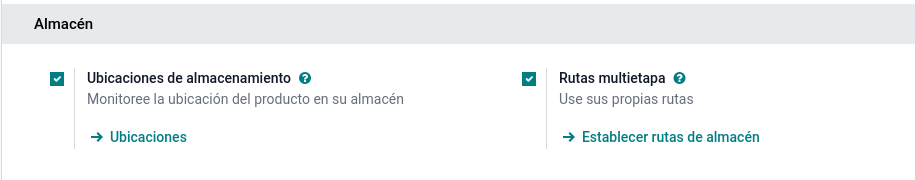 Almacén
Ubicaciones de almacenamiento ?
Monitoree la ubicación del producto en su almacén
→ Ubicaciones
Rutas multietapa ?
Use sus propias rutas
→ Establecer rutas de almacén